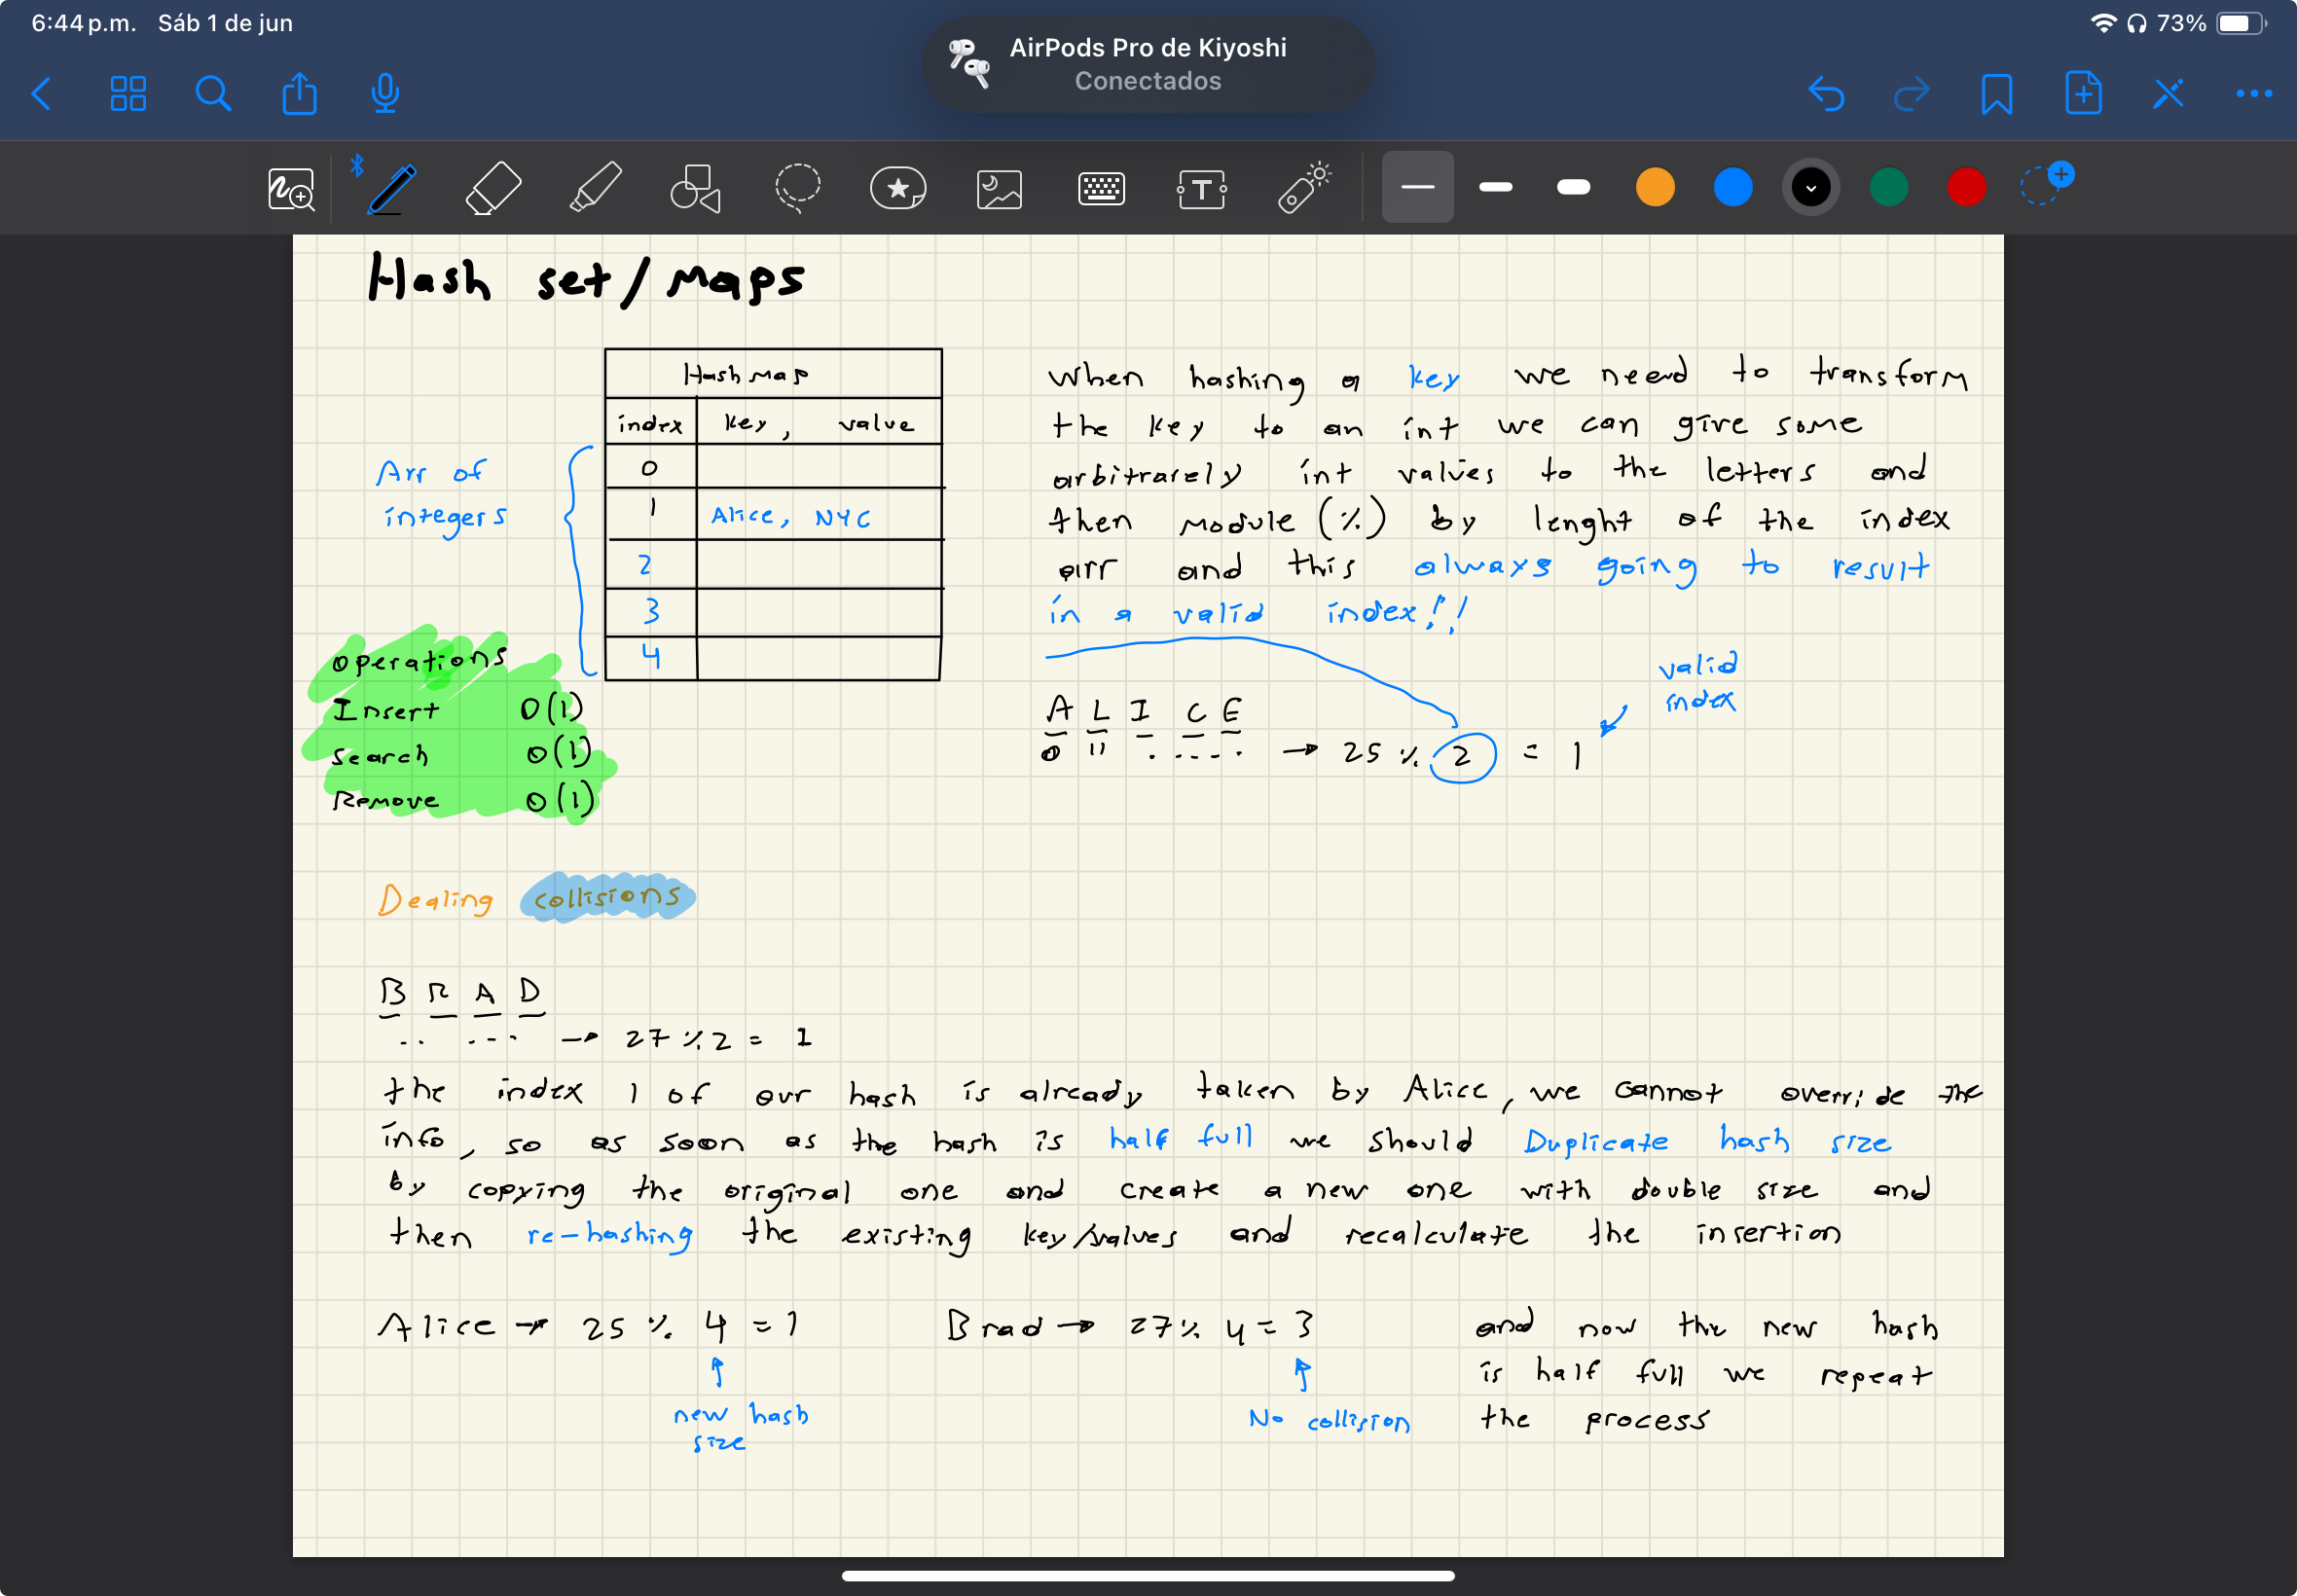 6:44 p.m. Sáb 1 de jun
AirPods Pro de Kiyoshi
Conectados
73%
Hash set/Maps
Hash Map
index key, value
0
1 Alice, NYC
2
3
4
Arr of
integers
When hashing a key we need to transform
the key to an int we can give some
arbitrarely int values to the letters and
then module (%) by lenght of the index
arr and this always going to result
in a valid index!!
valid
index
A L I C E
0 11 . .... → 25 % 2 = 1
operations
Insert O(1)
search O(1)
Remove O(1)
Dealing collisions
B R A D
.. ... → 27 % 2 = 1
the index 1 of our hash is already taken by Alice, we cannot override the
info, so as soon as the hash is half full we should Duplicate hash size
by copying the original one and create a new one with double size and
then re-hashing the existing key/values and recalculate the insertion
Alice → 25 % 4 = 1
new hash
size
Brad → 27 % 4 = 3
No collision
and now the new hash
is half full we repeat
the process